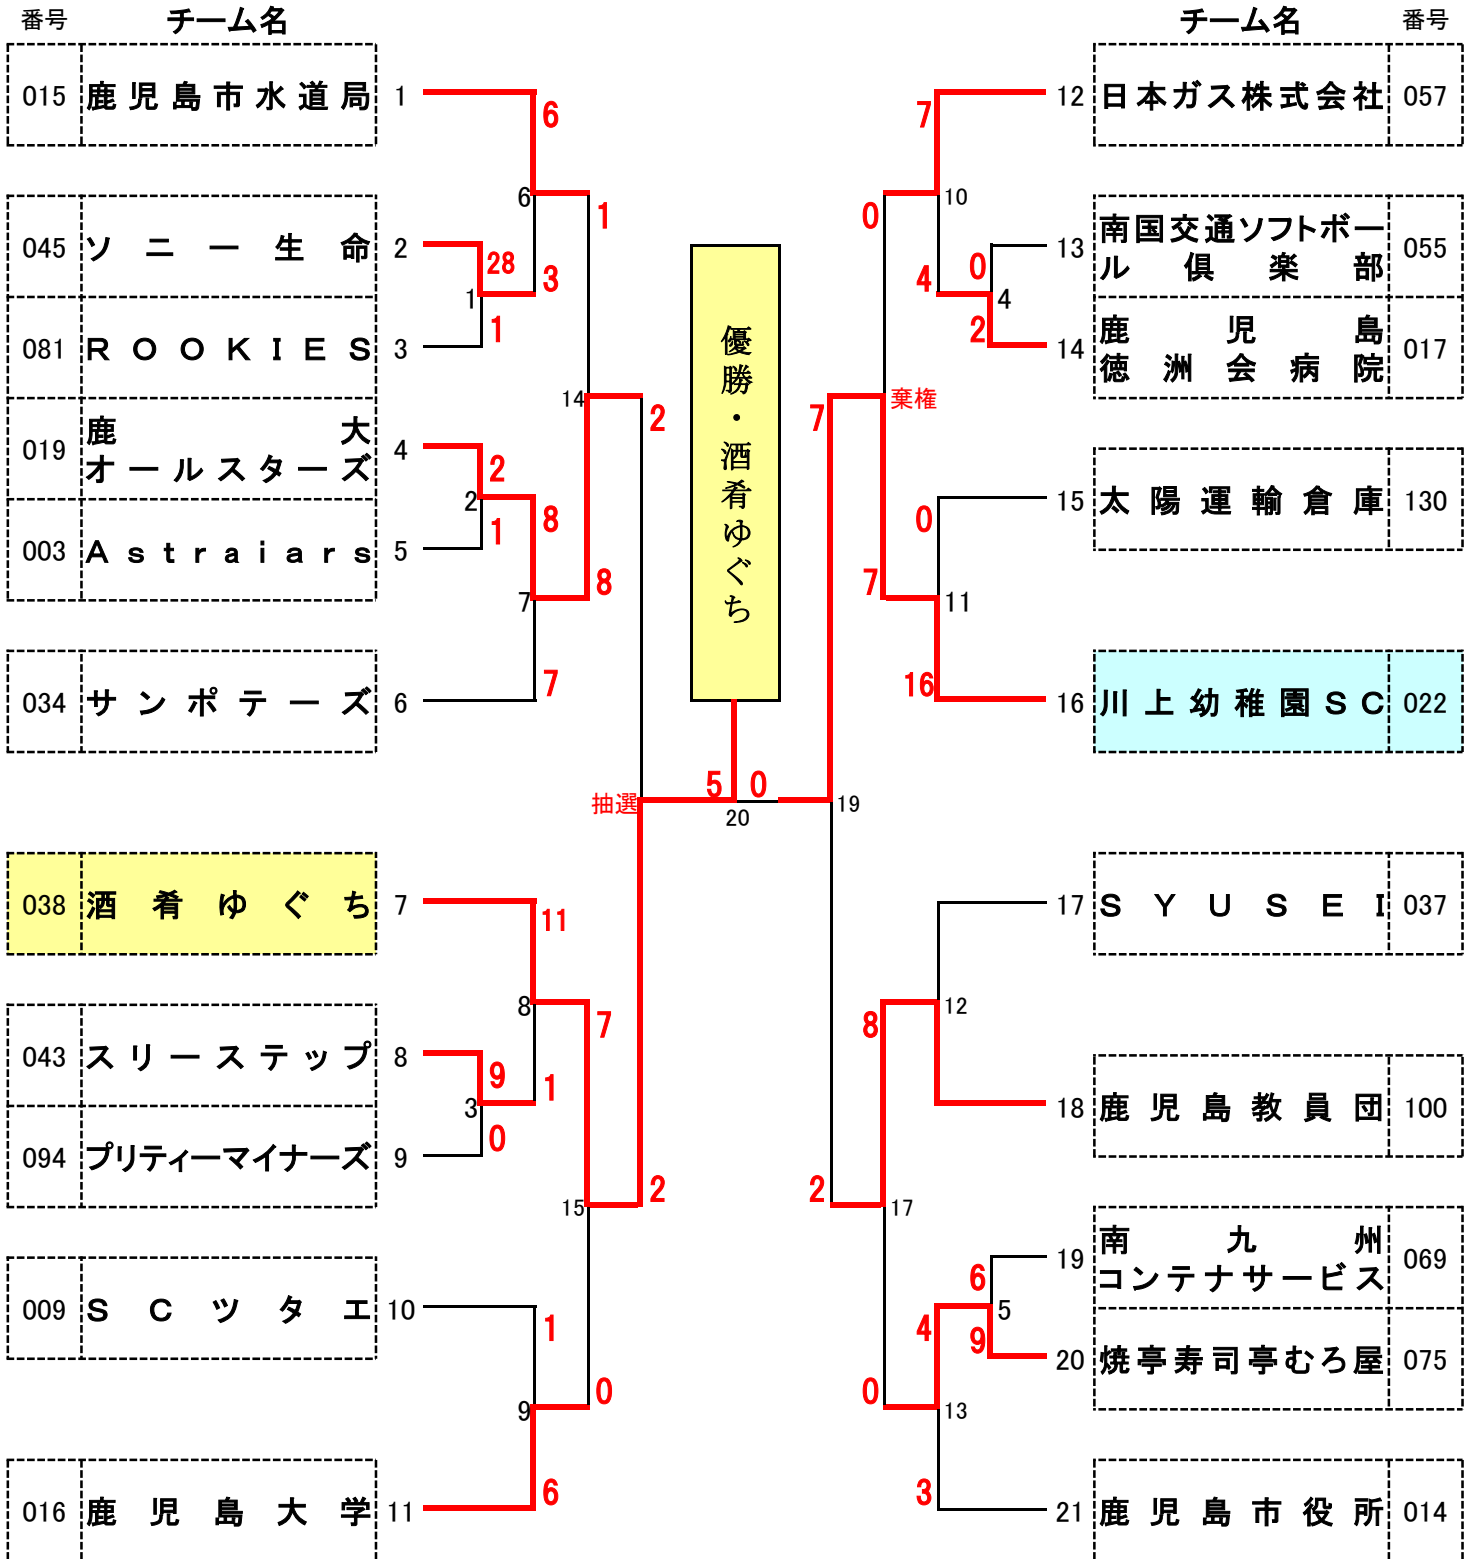 番号 チーム名 チーム名 番号
015 鹿児島市水道局 1
6
7
12 日本ガス株式会社 057
6
1
0
10
045 ソニー生命 2
28
3
1
1
081 ROOKIES 3
13 南国交通ソフトボー
ル倶楽部 055
0
4
4
2
14 鹿児島
徳洲会病院 017
優勝・酒肴ゆぐち
14
2
7
棄権
019 鹿大
オールスターズ 4
2
2
1
8
003 Astraiars 5
15 太陽運輸倉庫 130
0
7
8
7
11
034 サンポテーズ 6
7
16
16 川上幼稚園SC 022
抽選
5 0
20
19
038 酒肴ゆぐち 7
11
17 SYUSEI 037
8
7
8
12
043 スリーステップ 8
9
3
1
0
094 プリティーマイナーズ 9
18 鹿児島教員団 100
15
2
2
17
009 SCツタエ 10
1
19 南九州
コンテナサービス 069
6
5
4
9
20 焼亭寿司亭むろ屋 075
9
0
0
13
016 鹿児島大学 11
6
3
21 鹿児島市役所 014